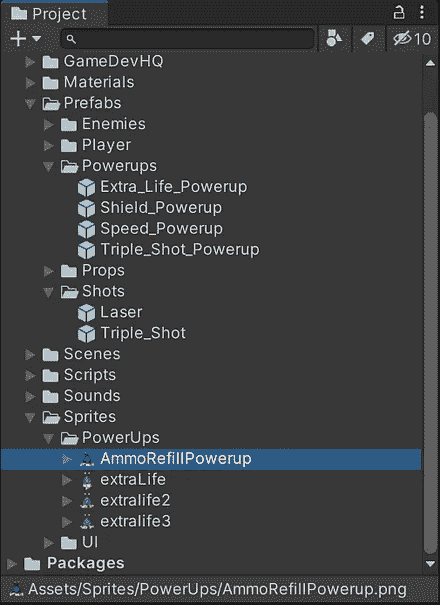 Project
10
GameDevHQ
Materials
Prefabs
Enemies
Player
Powerups
Extra_Life_Powerup
Shield_Powerup
Speed_Powerup
Triple_Shot_Powerup
Props
Shots
Laser
Triple_Shot
Scenes
Scripts
Sounds
Sprites
PowerUps
AmmoRefillPowerup
extraLife
extralife2
extralife3
UI
Packages
Assets/Sprites/PowerUps/AmmoRefillPowerup.png